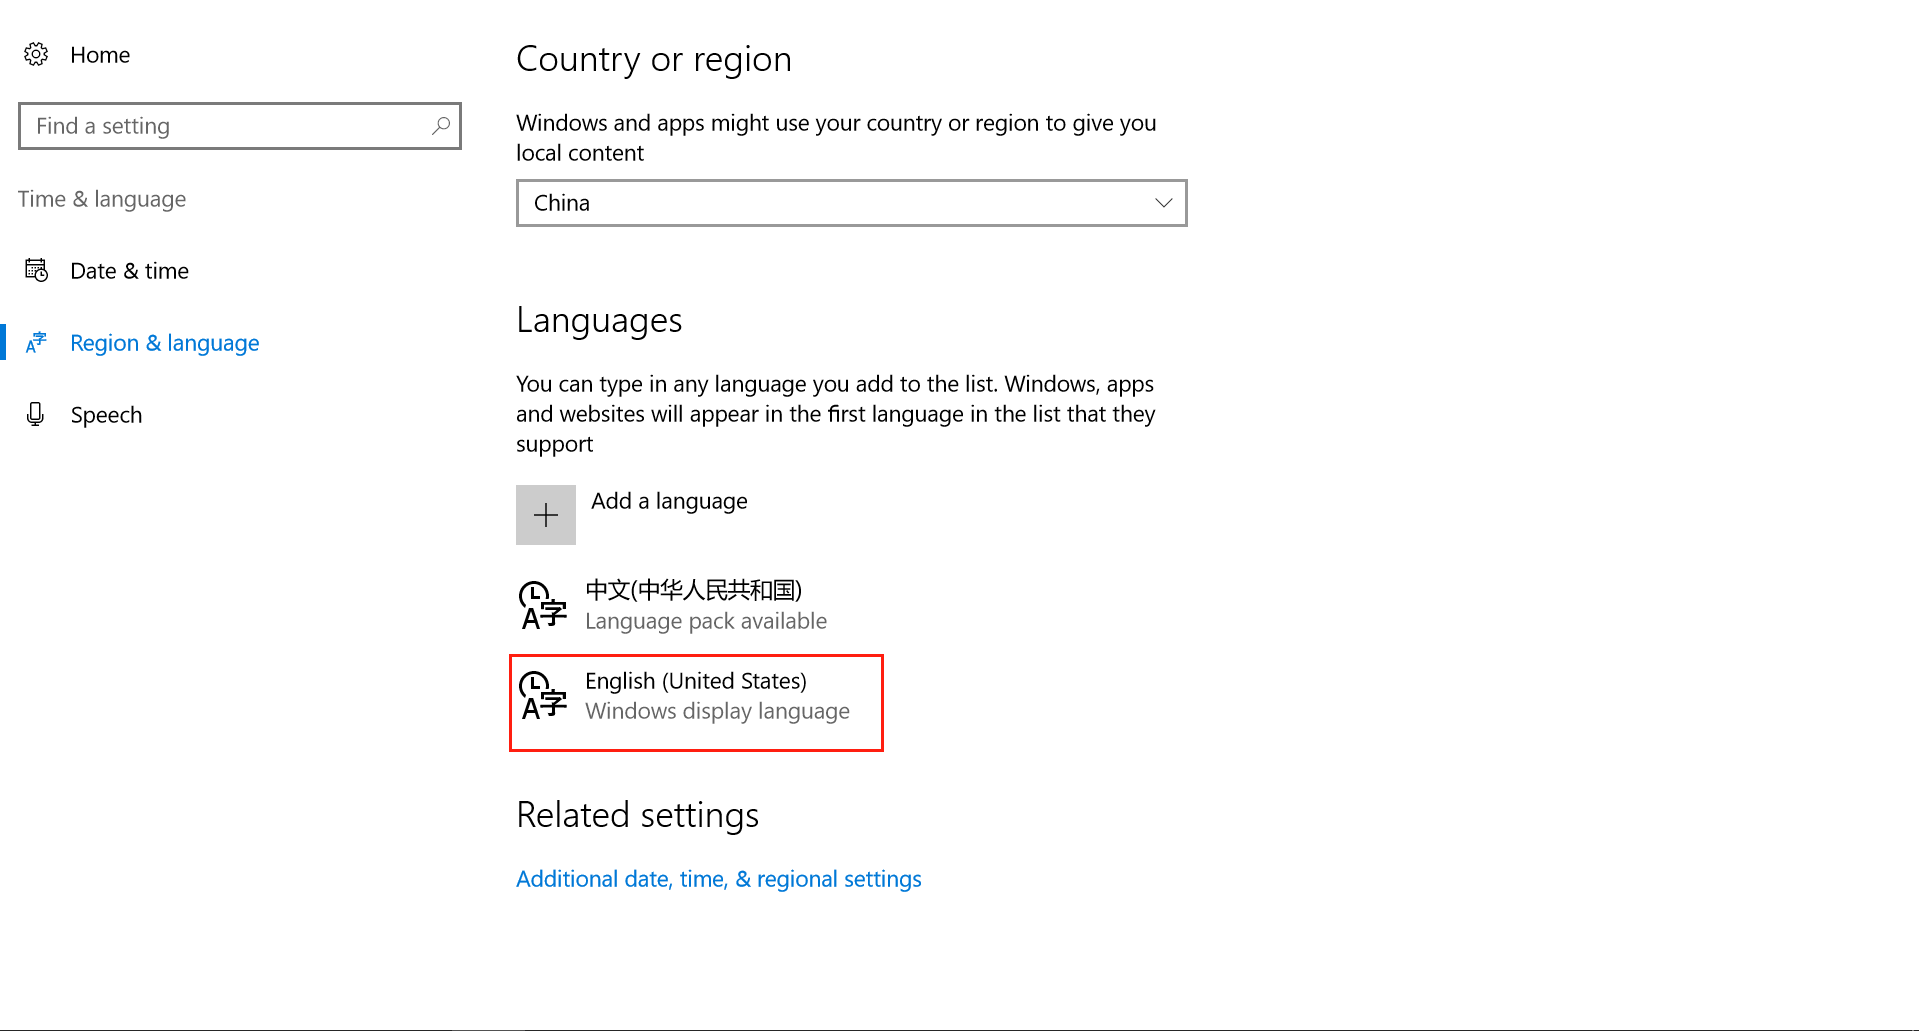 Home
Find a setting
Time & language
Date & time
Region & language
Speech
Country or region
Windows and apps might use your country or region to give you
local content
China
Languages
You can type in any language you add to the list. Windows, apps
and websites will appear in the first language in the list that they
support
Add a language
中文(中华人民共和国)
Language pack available
English (United States)
Windows display language
Related settings
Additional date, time, & regional settings